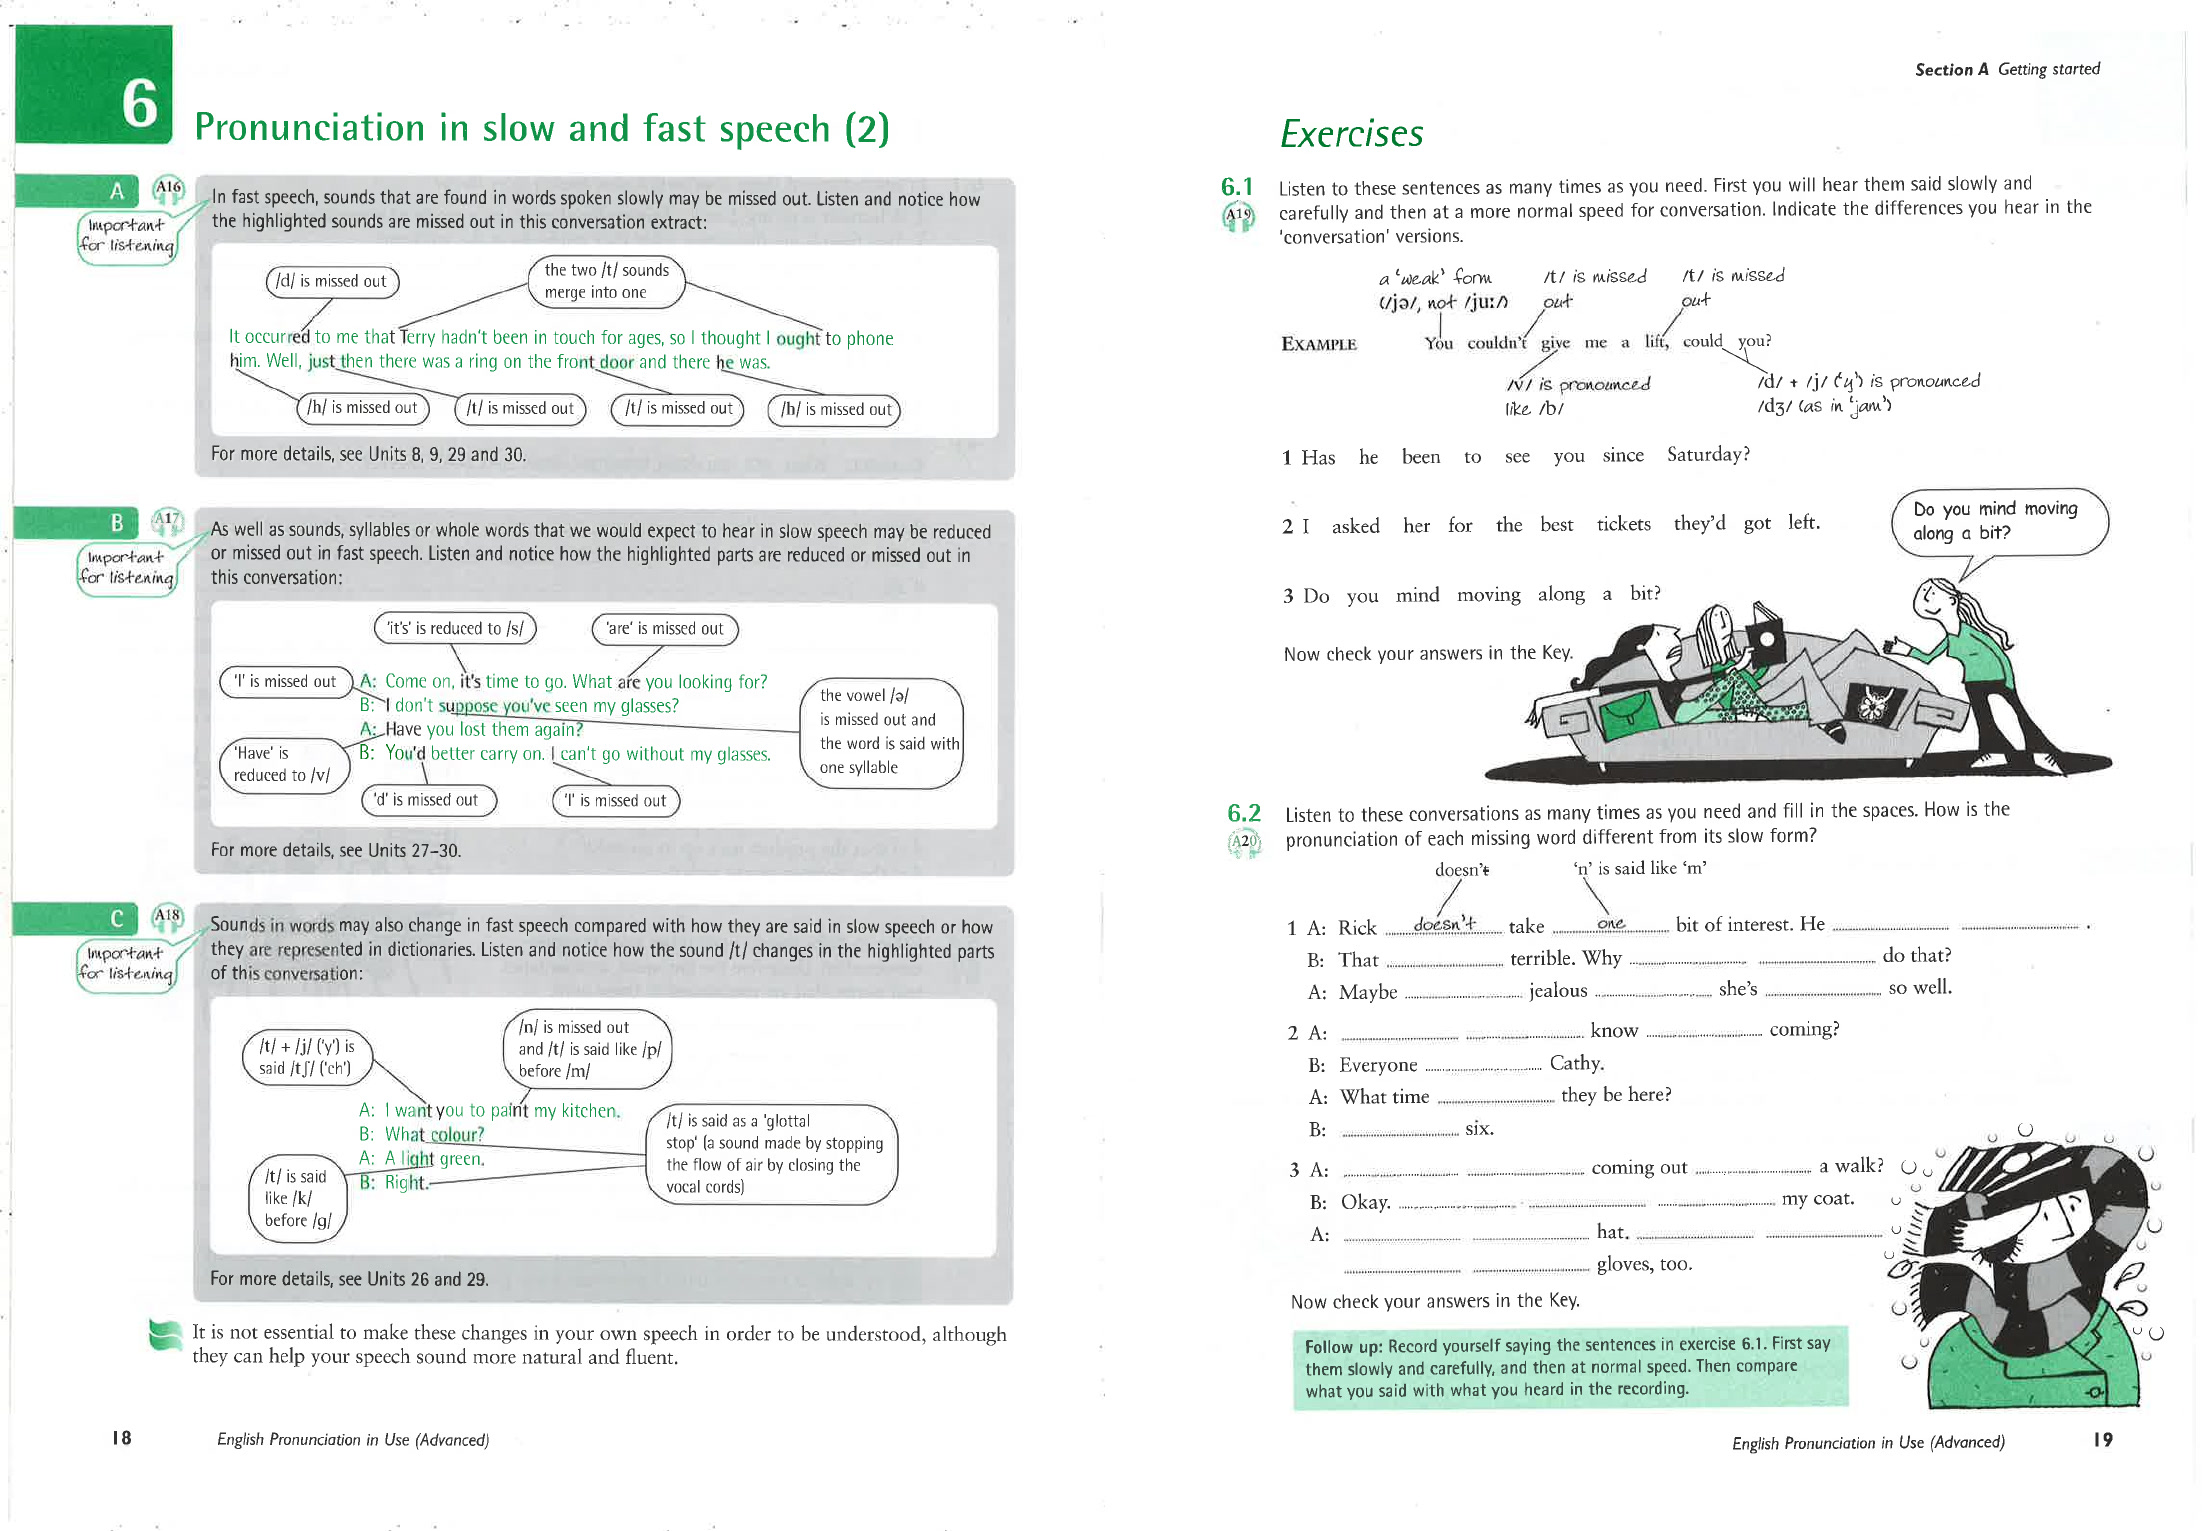 6
Pronunciation in slow and fast speech (2)
A
A16
Important
for listening
In fast speech, sounds that are found in words spoken slowly may be missed out. Listen and notice how
the highlighted sounds are missed out in this conversation extract:
/d/ is missed out
the two /t/ sounds
merge into one
It occurred to me that Terry hadn't been in touch for ages, so I thought I ought to phone
him. Well, just then there was a ring on the front door and there he was.
/h/ is missed out
/t/ is missed out
/t/ is missed out
/h/ is missed out
For more details, see Units 8, 9, 29 and 30.
B
A17
Important
for listening
As well as sounds, syllables or whole words that we would expect to hear in slow speech may be reduced
or missed out in fast speech. Listen and notice how the highlighted parts are reduced or missed out in
this conversation:
'it's' is reduced to /s/
'are' is missed out
'I' is missed out
A: Come on, it's time to go. What are you looking for?
B: I don't suppose you've seen my glasses?
A: Have you lost them again?
B: You'd better carry on. I can't go without my glasses.
the vowel /ə/
is missed out and
the word is said with
one syllable
'Have' is
reduced to /v/
'd' is missed out
'I' is missed out
For more details, see Units 27–30.
C
A18
Important
for listening
Sounds in words may also change in fast speech compared with how they are said in slow speech or how
they are represented in dictionaries. Listen and notice how the sound /t/ changes in the highlighted parts
of this conversation:
/t/ + /j/ ('y') is
said /tʃ/ ('ch')
/n/ is missed out
and /t/ is said like /p/
before /m/
A: I want you to paint my kitchen.
B: What colour?
A: A light green.
B: Right.
/t/ is said as a 'glottal
stop' (a sound made by stopping
the flow of air by closing the
vocal cords)
/t/ is said
like /k/
before /g/
For more details, see Units 26 and 29.
It is not essential to make these changes in your own speech in order to be understood, although
they can help your speech sound more natural and fluent.
18
English Pronunciation in Use (Advanced)
Section A Getting started
Exercises
6.1
A19
Listen to these sentences as many times as you need. First you will hear them said slowly and
carefully and then at a more normal speed for conversation. Indicate the differences you hear in the
'conversation' versions.
a 'weak' form
(/jə/, not /juː/)
/t/ is missed
out
/t/ is missed
out
EXAMPLE You couldn't give me a lift, could you?
/v/ is pronounced
like /b/
/d/ + /j/ ('y') is pronounced
/dʒ/ (as in 'jam')
1 Has he been to see you since Saturday?
2 I asked her for the best tickets they'd got left.
Do you mind moving
along a bit?
3 Do you mind moving along a bit?
Now check your answers in the Key.
6.2
A20
Listen to these conversations as many times as you need and fill in the spaces. How is the
pronunciation of each missing word different from its slow form?
doesn't
'n' is said like 'm'
1 A: Rick doesn't take one bit of interest. He .......... .......... .
B: That .......... terrible. Why .......... .......... do that?
A: Maybe .......... jealous .......... she's .......... so well.
2 A: .......... .......... know .......... coming?
B: Everyone .......... Cathy.
A: What time .......... they be here?
B: .......... six.
3 A: .......... .......... coming out .......... a walk?
B: Okay. .......... .......... .......... my coat.
A: .......... .......... hat. .......... ..........
.......... .......... gloves, too.
Now check your answers in the Key.
Follow up: Record yourself saying the sentences in exercise 6.1. First say
them slowly and carefully, and then at normal speed. Then compare
what you said with what you heard in the recording.
English Pronunciation in Use (Advanced)
19